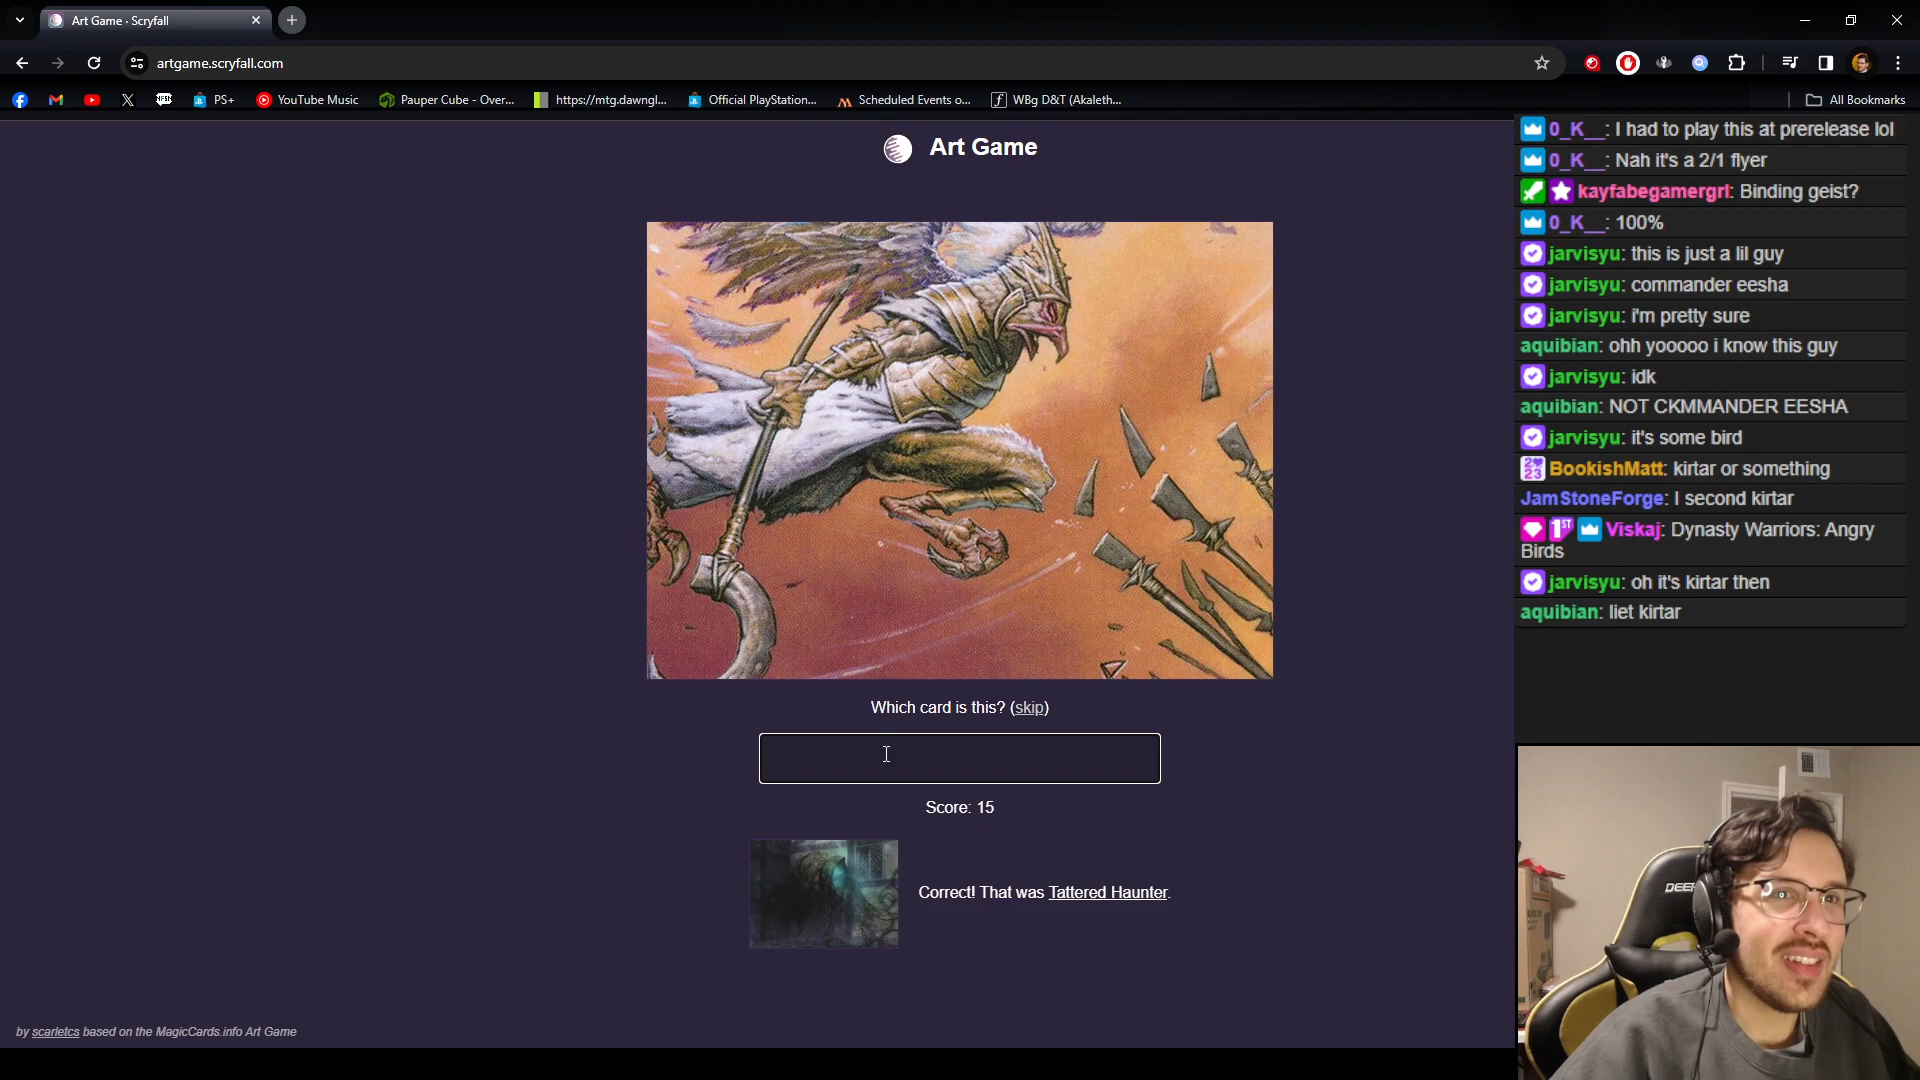 Art Game · Scryfall
artgame.scryfall.com
PS+
YouTube Music
Pauper Cube - Over...
https://mtg.dawngl...
Official PlayStation...
Scheduled Events o...
WBg D&T (Akaleth...
All Bookmarks
Art Game
Which card is this? (skip)
Score: 15
Correct! That was Tattered Haunter.
by scarletcs based on the MagicCards.info Art Game
0_K__: I had to play this at prerelease lol
0_K__: Nah it's a 2/1 flyer
kayfabegamergrl: Binding geist?
0_K__: 100%
jarvisyu: this is just a lil guy
jarvisyu: commander eesha
jarvisyu: i'm pretty sure
aquibian: ohh yooooo i know this guy
jarvisyu: idk
aquibian: NOT CKMMANDER EESHA
jarvisyu: it's some bird
BookishMatt: kirtar or something
JamStoneForge: I second kirtar
1ST Viskaj: Dynasty Warriors: Angry
Birds
jarvisyu: oh it's kirtar then
aquibian: liet kirtar